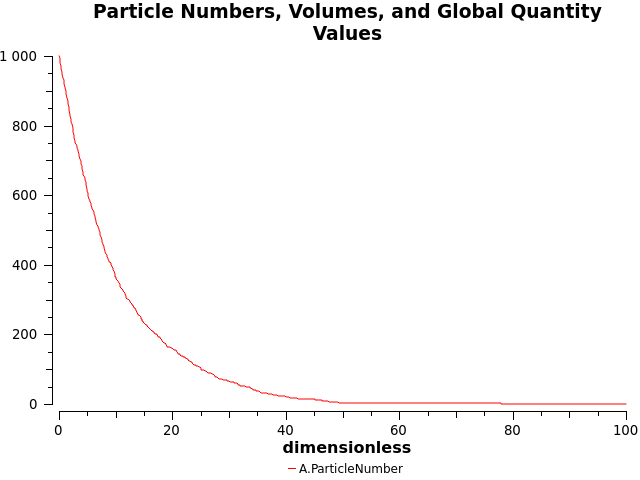 Particle Numbers, Volumes, and Global Quantity
Values
1 000
800
600
400
200
0
0 20 40 60 80 100
dimensionless
A.ParticleNumber